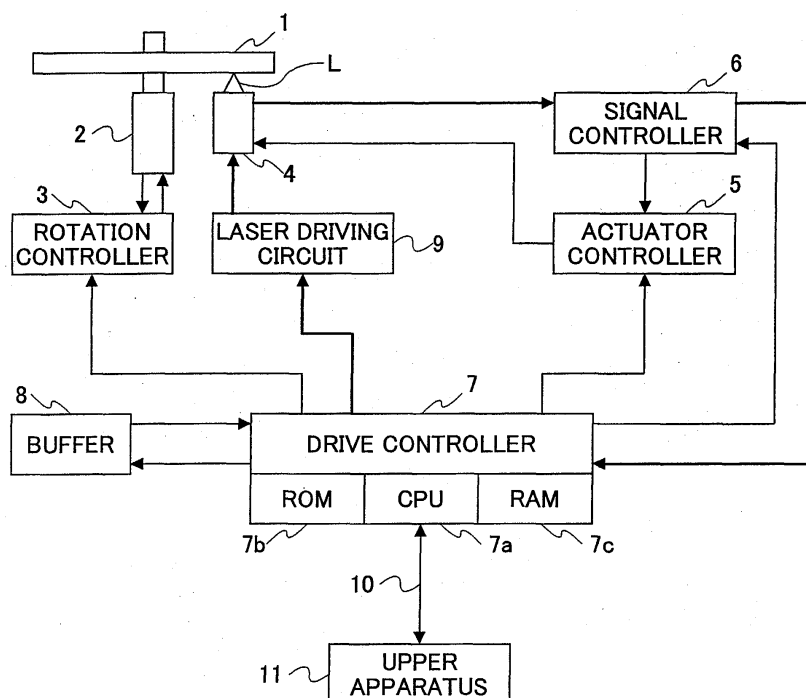 1
L
2
4
6
SIGNAL
CONTROLLER
3
ROTATION
CONTROLLER
LASER DRIVING
CIRCUIT
9
5
ACTUATOR
CONTROLLER
8
BUFFER
7
DRIVE CONTROLLER
ROM
CPU
RAM
7b
7a
7c
10
11
UPPER
APPARATUS